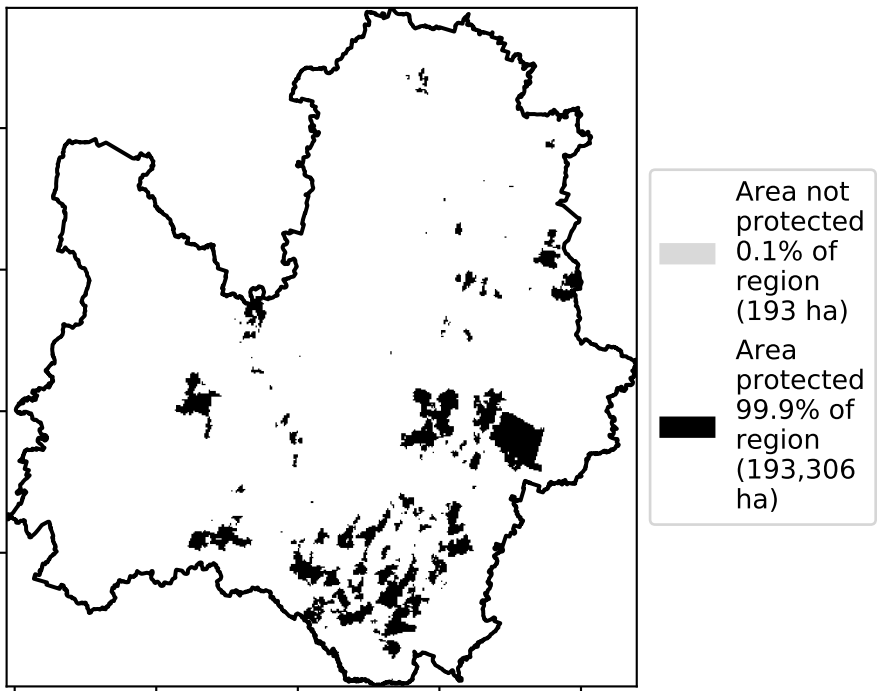 Area not
protected
0.1% of
region
(193 ha)
Area
protected
99.9% of
region
(193,306
ha)